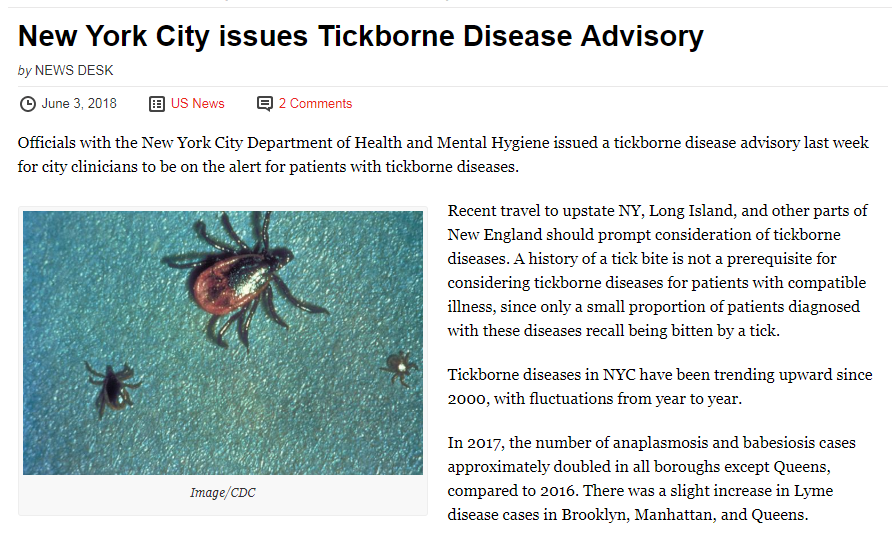 New York City issues Tickborne Disease Advisory
by NEWS DESK
June 3, 2018 US News 2 Comments
Officials with the New York City Department of Health and Mental Hygiene issued a tickborne disease advisory last week
for city clinicians to be on the alert for patients with tickborne diseases.
Recent travel to upstate NY, Long Island, and other parts of
New England should prompt consideration of tickborne
diseases. A history of a tick bite is not a prerequisite for
considering tickborne diseases for patients with compatible
illness, since only a small proportion of patients diagnosed
with these diseases recall being bitten by a tick.
Tickborne diseases in NYC have been trending upward since
2000, with fluctuations from year to year.
In 2017, the number of anaplasmosis and babesiosis cases
approximately doubled in all boroughs except Queens,
compared to 2016. There was a slight increase in Lyme
disease cases in Brooklyn, Manhattan, and Queens.
Image/CDC